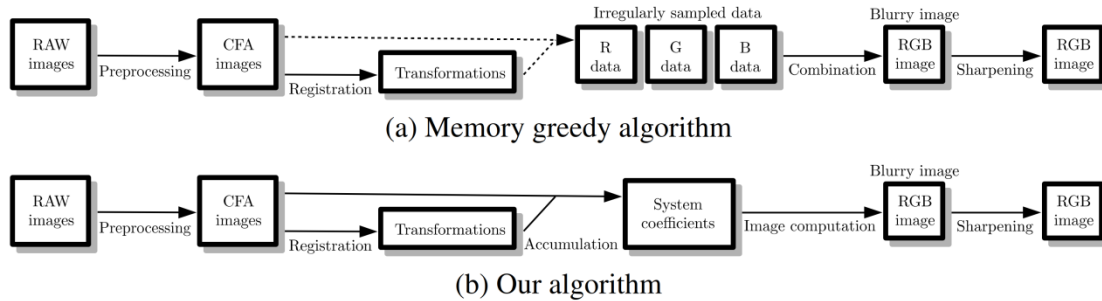 Irregularly sampled data
Blurry image
RAW
images
Preprocessing
CFA
images
Registration
Transformations
R
data
G
data
B
data
Combination
RGB
image
Sharpening
RGB
image
(a) Memory greedy algorithm
Blurry image
RAW
images
Preprocessing
CFA
images
Registration
Transformations
Accumulation
System
coefficients
Image computation
RGB
image
Sharpening
RGB
image
(b) Our algorithm